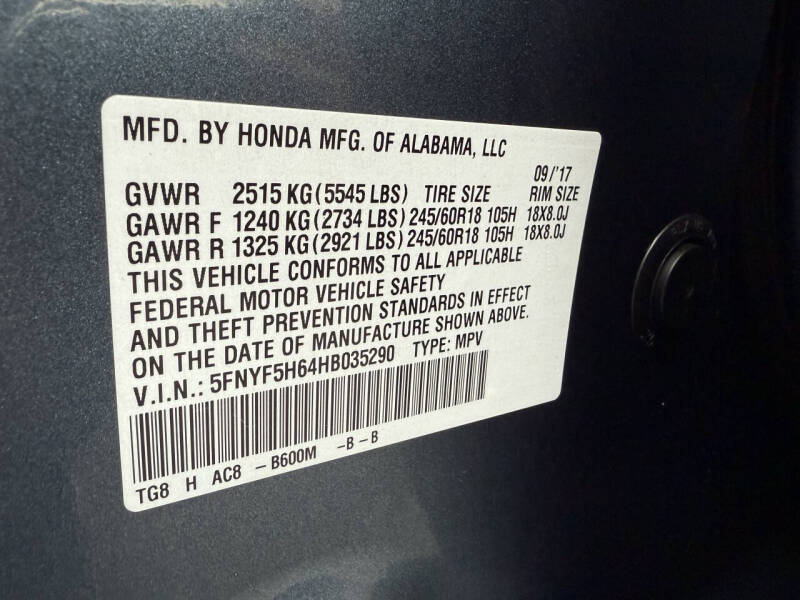 MFD. BY HONDA MFG. OF ALABAMA, LLC
09/'17
GVWR 2515 KG (5545 LBS) TIRE SIZE RIM SIZE
GAWR F 1240 KG (2734 LBS) 245/60R18 105H 18X8.0J
GAWR R 1325 KG (2921 LBS) 245/60R18 105H 18X8.0J
THIS VEHICLE CONFORMS TO ALL APPLICABLE
FEDERAL MOTOR VEHICLE SAFETY
AND THEFT PREVENTION STANDARDS IN EFFECT
ON THE DATE OF MANUFACTURE SHOWN ABOVE.
V.I.N.: 5FNYF5H64HB035290 TYPE: MPV
TG8 H AC8 - B600M - B - B